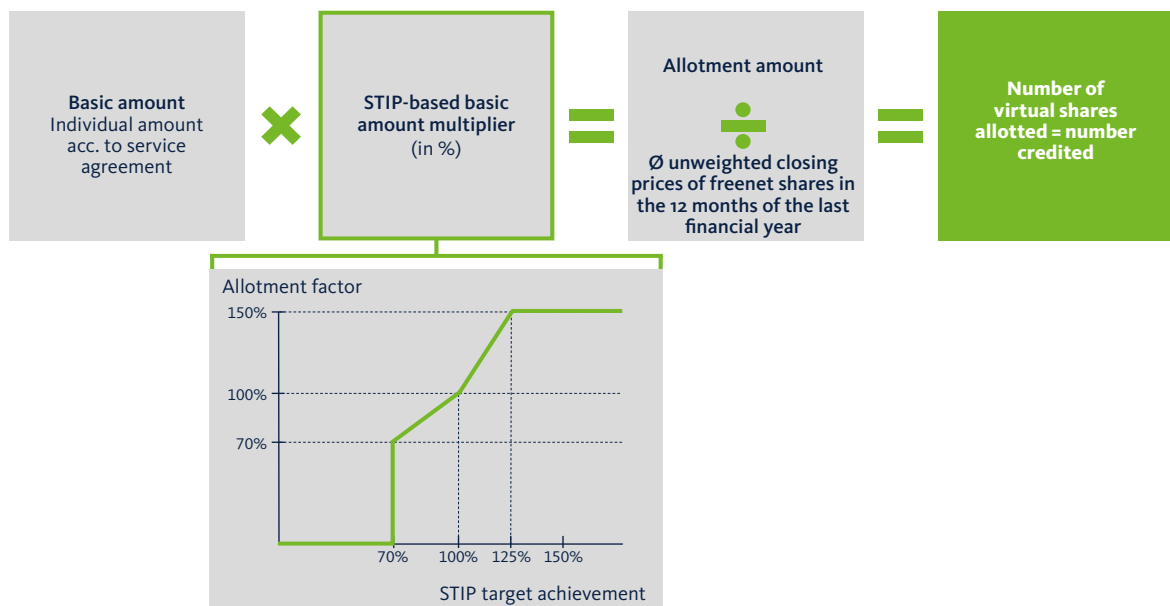 Basic amount
Individual amount
acc. to service
agreement
STIP-based basic
amount multiplier
(in %)
Allotment amount
Ø unweighted closing
prices of freenet shares in
the 12 months of the last
financial year
Number of
virtual shares
allotted = number
credited
Allotment factor
150%
100%
70%
70% 100% 125% 150%
STIP target achievement